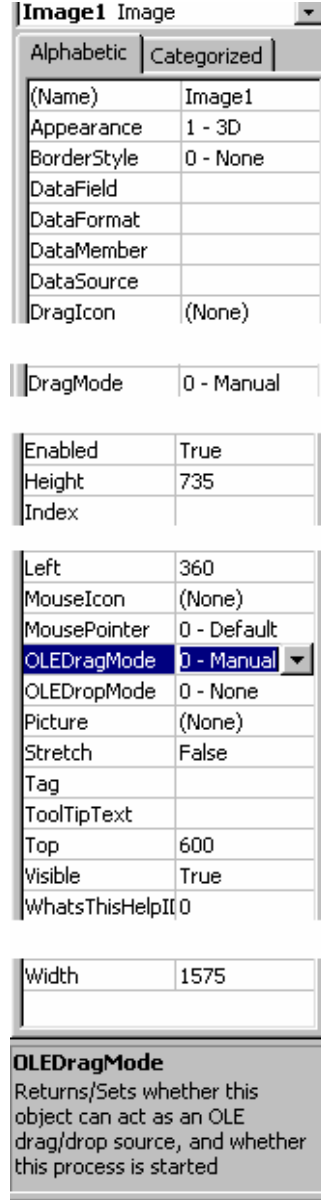 Image1 Image
Alphabetic Categorized
(Name) Image1
Appearance 1 - 3D
BorderStyle 0 - None
DataField
DataFormat
DataMember
DataSource
DragIcon (None)
DragMode 0 - Manual
Enabled True
Height 735
Index
Left 360
MouseIcon (None)
MousePointer 0 - Default
OLEDragMode 0 - Manual
OLEDropMode 0 - None
Picture (None)
Stretch False
Tag
ToolTipText
Top 600
Visible True
WhatsThisHelpI 0
Width 1575
OLEDragMode
Returns/Sets whether this
object can act as an OLE
drag/drop source, and whether
this process is started